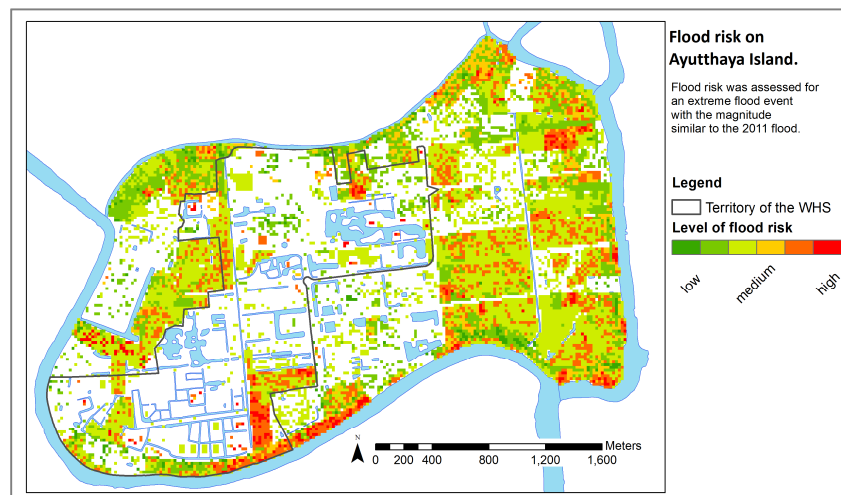 Flood risk on
Ayutthaya Island.
Flood risk was assessed for
an extreme flood event
with the magnitude
similar to the 2011 flood.
Legend
Territory of the WHS
Level of flood risk
low
medium
high
N
Meters
0 200 400 800 1,200 1,600